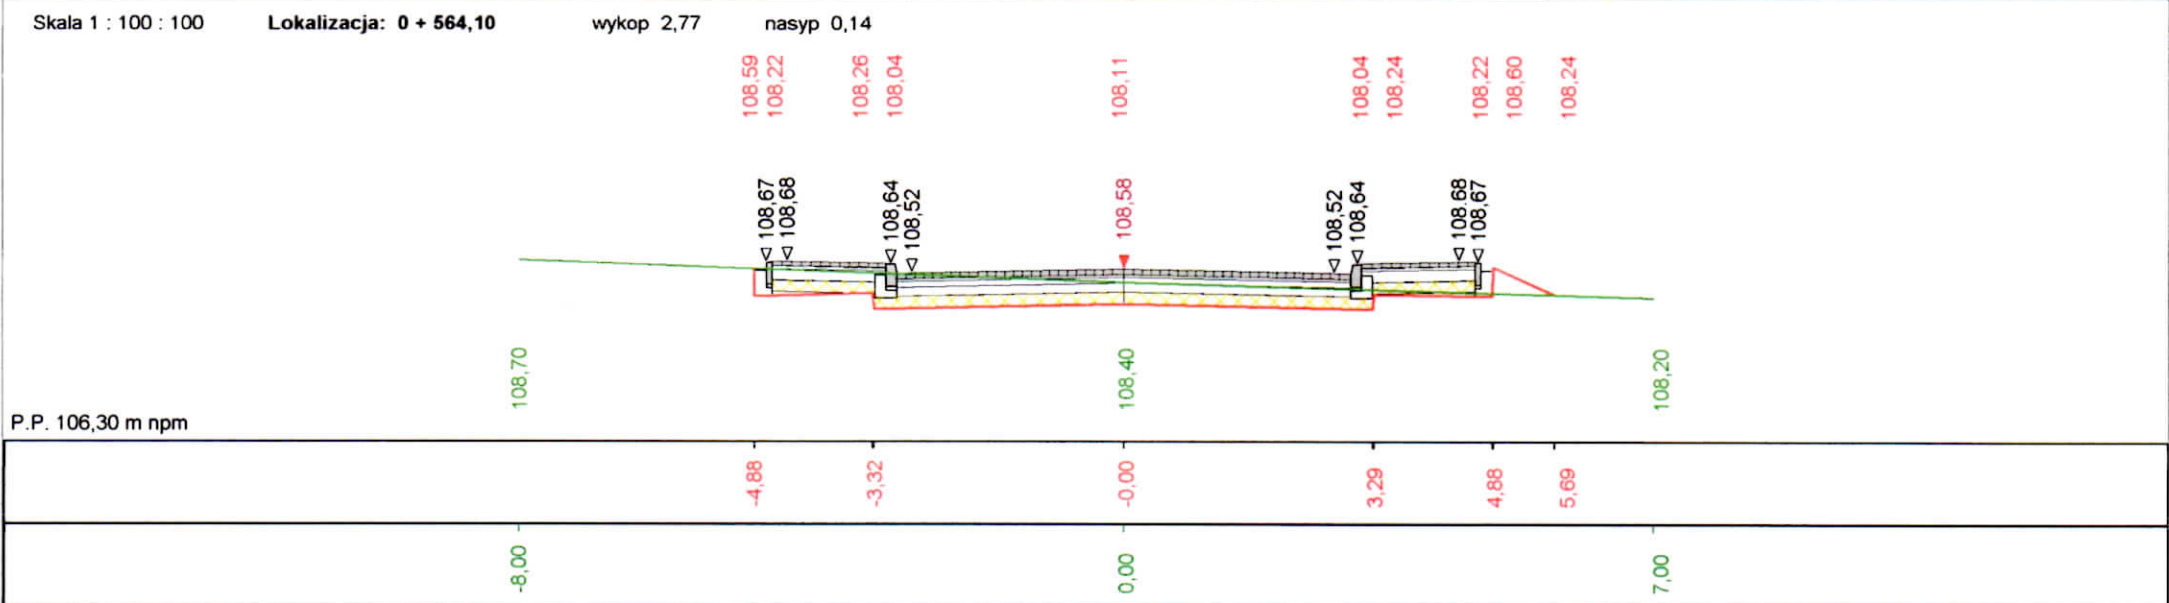 Skala 1 : 100 : 100 Lokalizacja: 0 + 564,10 wykop 2,77 nasyp 0,14
108.59 108,22 108.26 108,04 108,11 108,04 108,24 108,22 108,60 108,24
108,67 108,68 108,64 108,52 108,58 108,52 108,64 108.68 108,67
108,70 108,40 108,20
P.P. 106,30 m npm
-4,88 -3,32 -0,00 3,29 4,88 5,69
-8,00 0,00 7,00